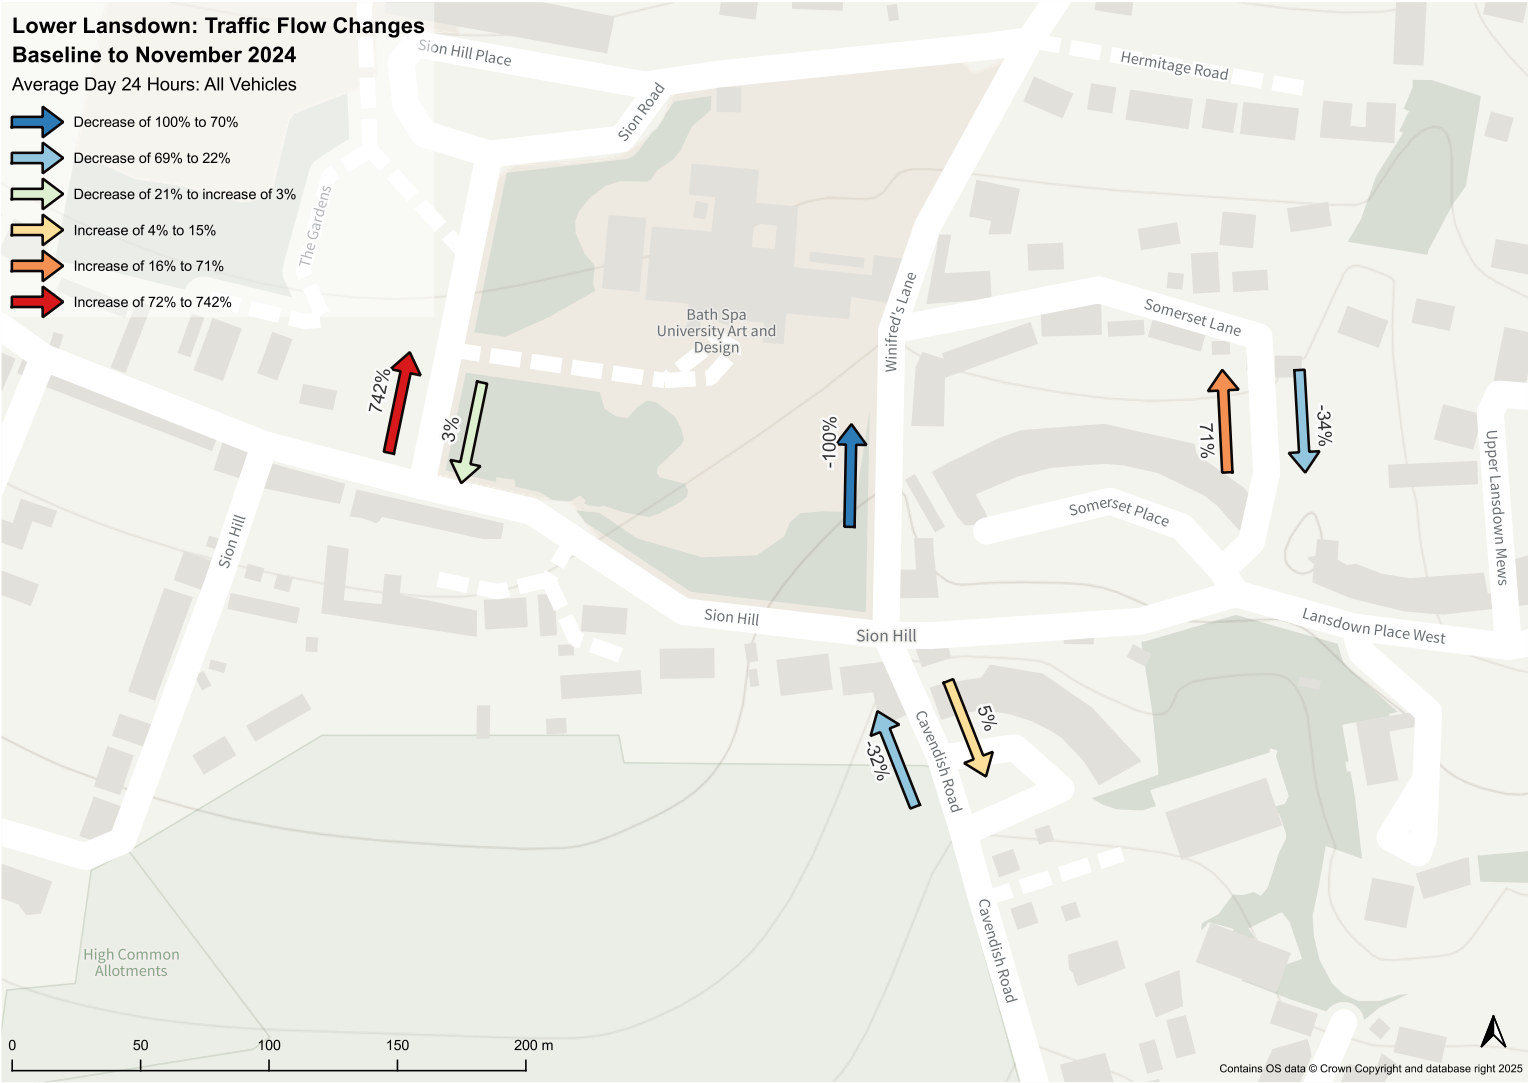 Lower Lansdown: Traffic Flow Changes
Baseline to November 2024
Average Day 24 Hours: All Vehicles
Decrease of 100% to 70%
Decrease of 69% to 22%
Decrease of 21% to increase of 3%
Increase of 4% to 15%
Increase of 16% to 71%
Increase of 72% to 742%
Sion Hill Place
Sion Road
Hermitage Road
The Gardens
Bath Spa
University Art and
Design
Winifred's Lane
Somerset Lane
742%
3%
-100%
71%
-34%
Somerset Place
Upper Lansdown Mews
Sion Hill
Sion Hill
Sion Hill
Lansdown Place West
5%
-32%
Cavendish Road
Cavendish Road
High Common
Allotments
0 50 100 150 200 m
Contains OS data © Crown Copyright and database right 2025